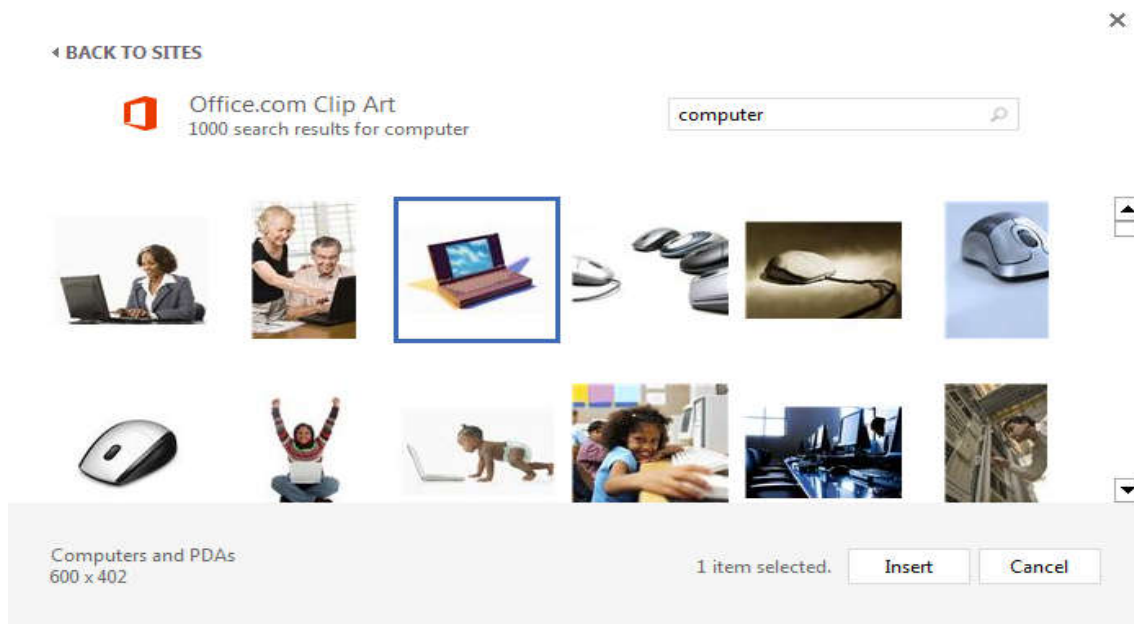 BACK TO SITES
Office.com Clip Art
1000 search results for computer
computer
Computers and PDAs
600 x 402
1 item selected.
Insert
Cancel